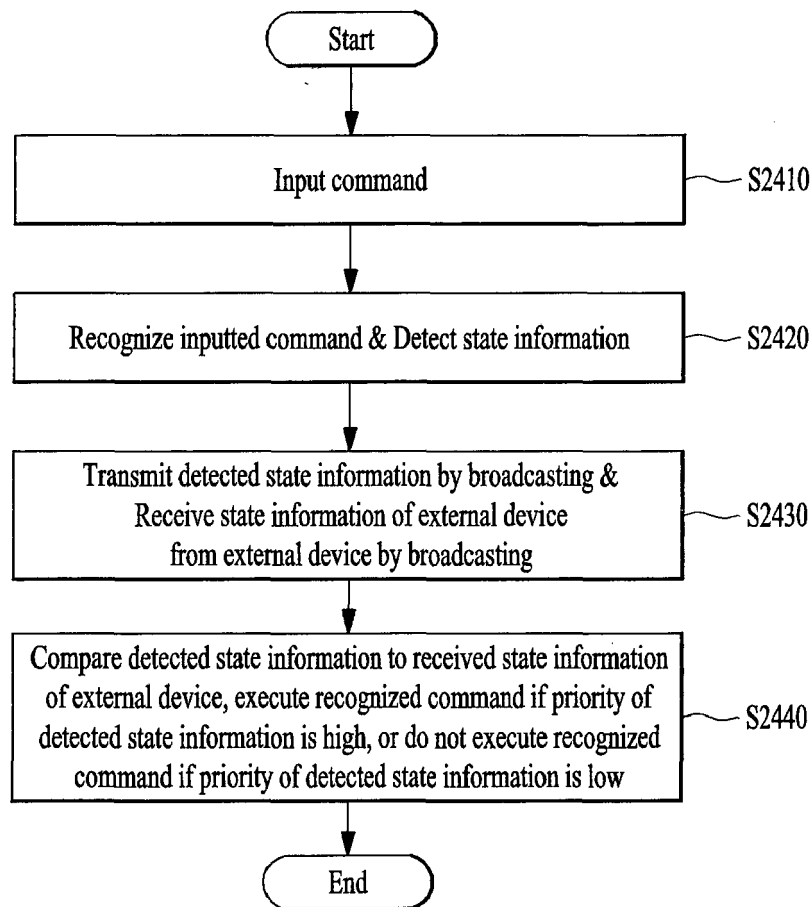 Start
Input command
S2410
Recognize inputted command & Detect state information
S2420
Transmit detected state information by broadcasting &
Receive state information of external device
from external device by broadcasting
S2430
Compare detected state information to received state information
of external device, execute recognized command if priority of
detected state information is high, or do not execute recognized
command if priority of detected state information is low
S2440
End